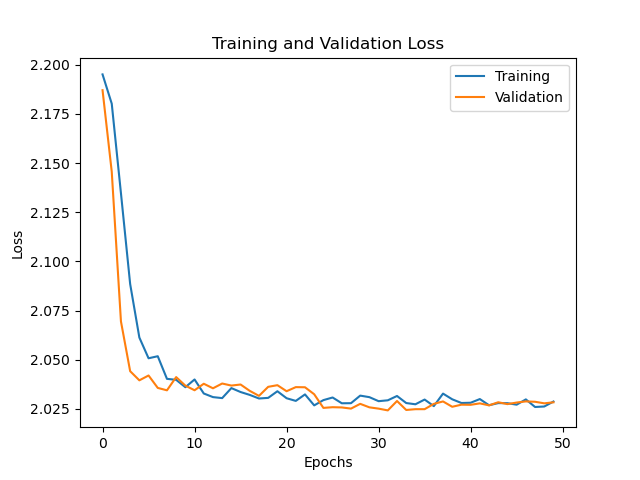 Training and Validation Loss
Training
Validation
Loss
2.200
2.175
2.150
2.125
2.100
2.075
2.050
2.025
0 10 20 30 40 50
Epochs